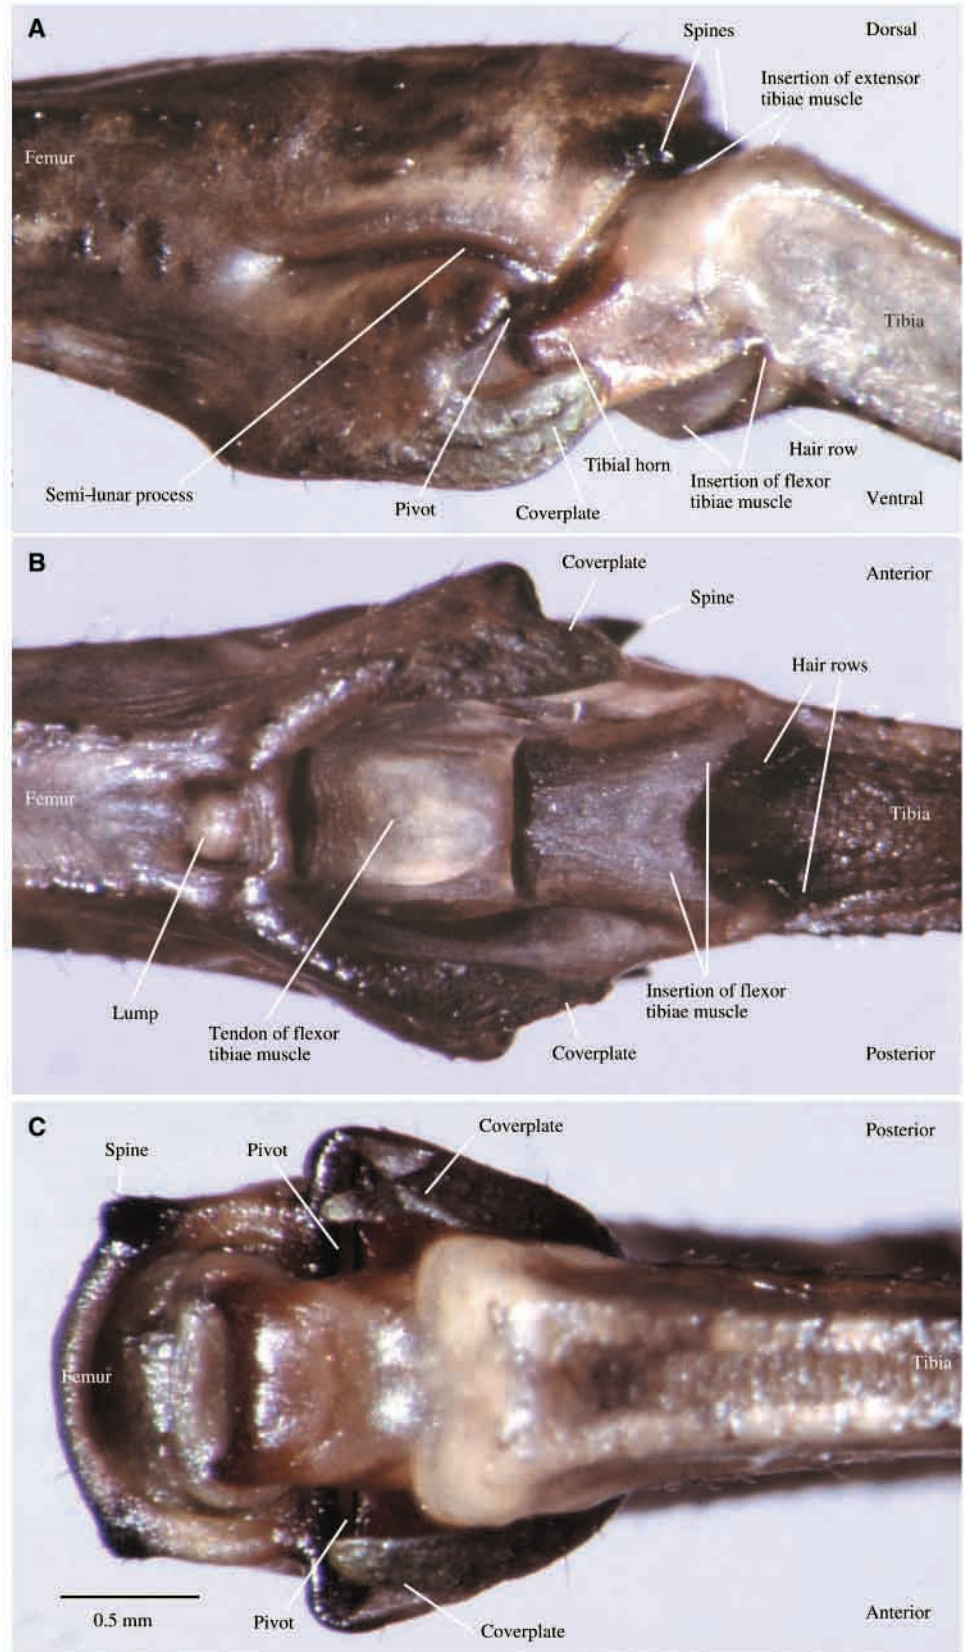 A
Spines
Dorsal
Insertion of extensor
tibiae muscle
Femur
Tibia
Hair row
Tibial horn
Insertion of flexor
tibiae muscle
Semi-lunar process
Pivot
Coverplate
Ventral
B
Coverplate
Anterior
Spine
Hair rows
Femur
Tibia
Insertion of flexor
tibiae muscle
Lump
Tendon of flexor
tibiae muscle
Coverplate
Posterior
C
Coverplate
Posterior
Spine
Pivot
Femur
Tibia
0.5 mm
Pivot
Coverplate
Anterior